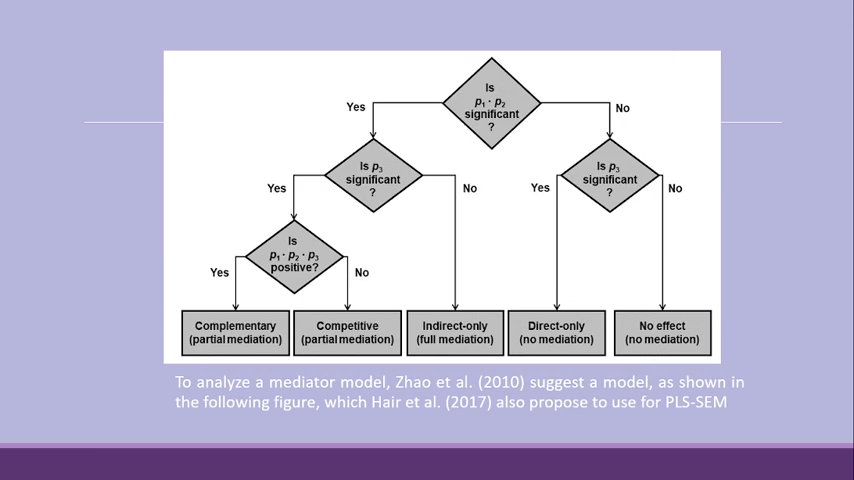 Is
p₁ · p₂
significant
?
Yes
No
Is p₃
significant
?
Is p₃
significant
?
Yes
No
Yes
No
Is
p₁ · p₂ · p₃
positive?
Yes
No
Complementary
(partial mediation)
Competitive
(partial mediation)
Indirect-only
(full mediation)
Direct-only
(no mediation)
No effect
(no mediation)
To analyze a mediator model, Zhao et al. (2010) suggest a model, as shown in
the following figure, which Hair et al. (2017) also propose to use for PLS-SEM